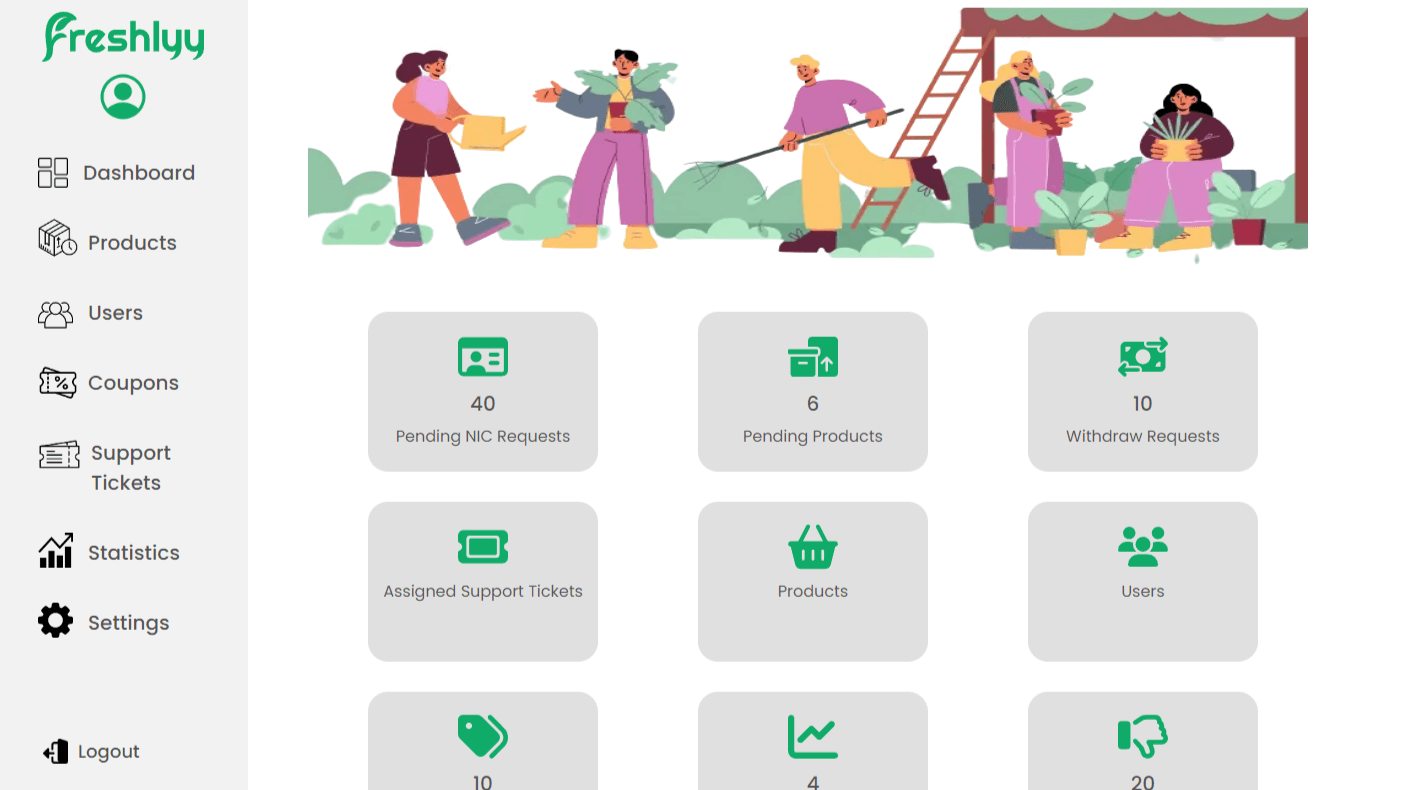 Freshlyy
Dashboard
Products
Users
Coupons
Support
Tickets
Statistics
Settings
Logout
40
Pending NIC Requests
6
Pending Products
10
Withdraw Requests
Assigned Support Tickets
Products
Users
10
4
20